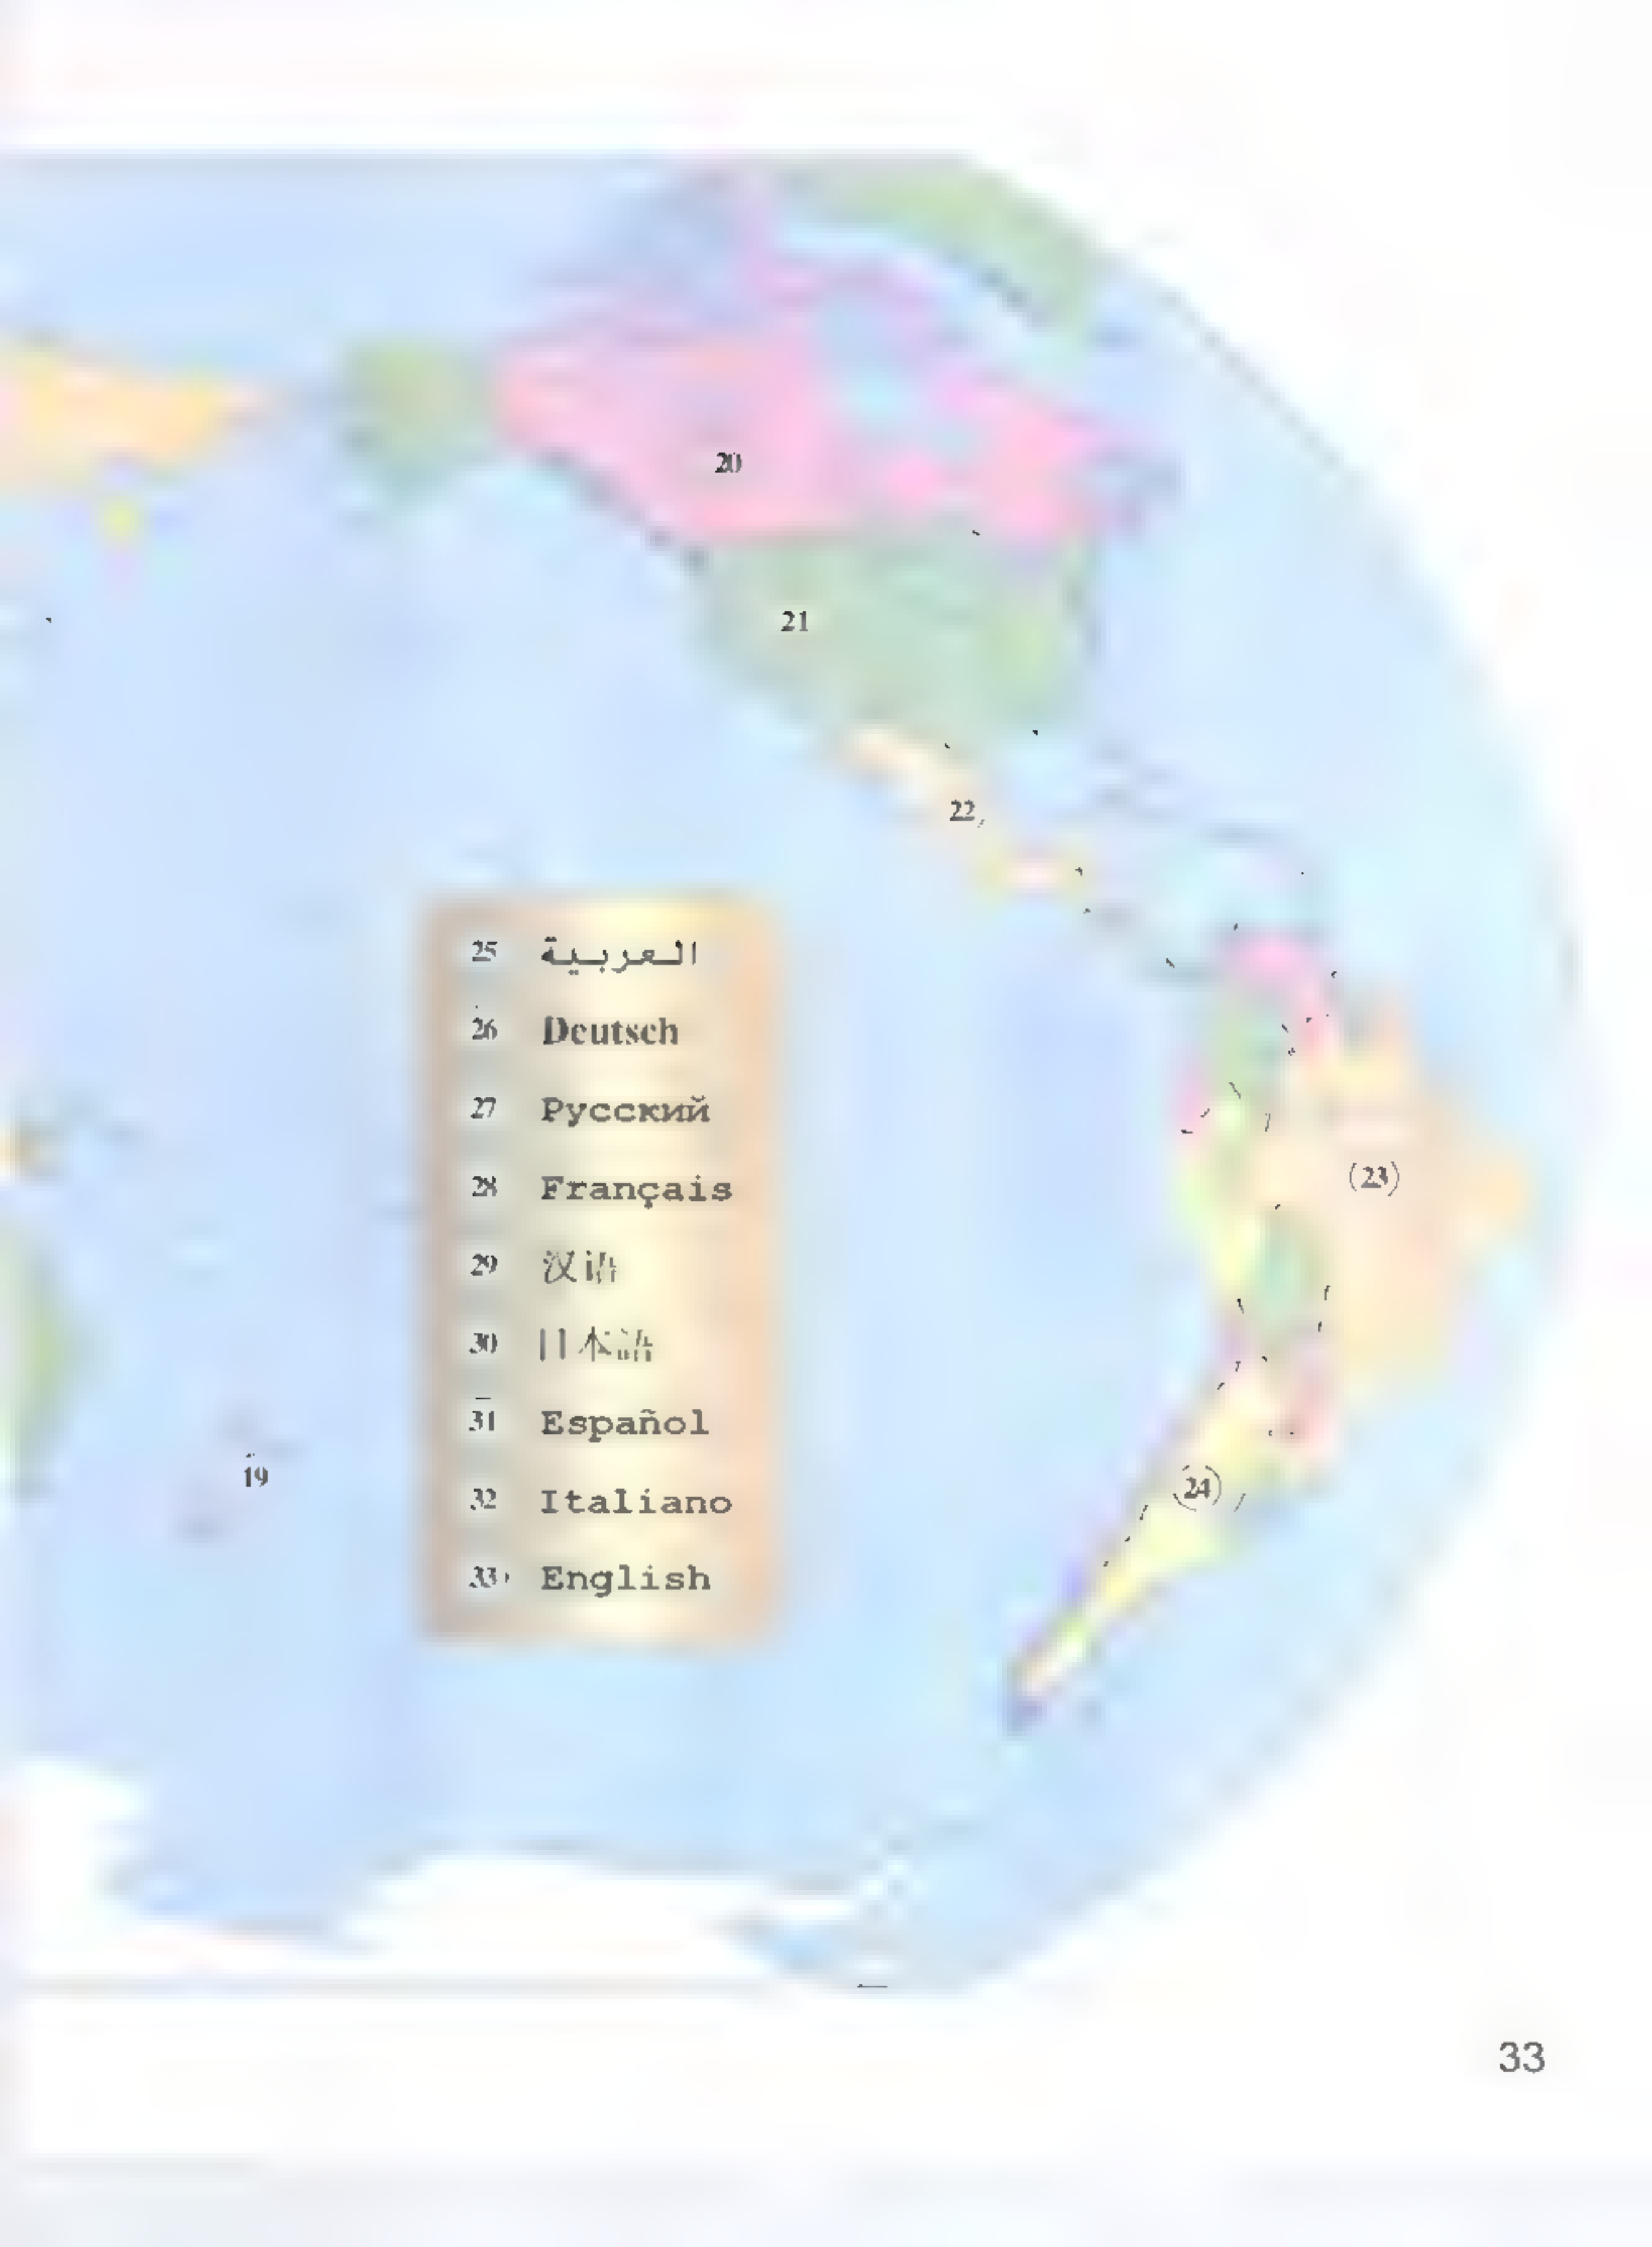 20
21
22
25 العربية
26 Deutsch
27 Русский
(23)
28 Français
29 汉语
30 日本語
31 Español
19
(24)
32 Italiano
33 English
33